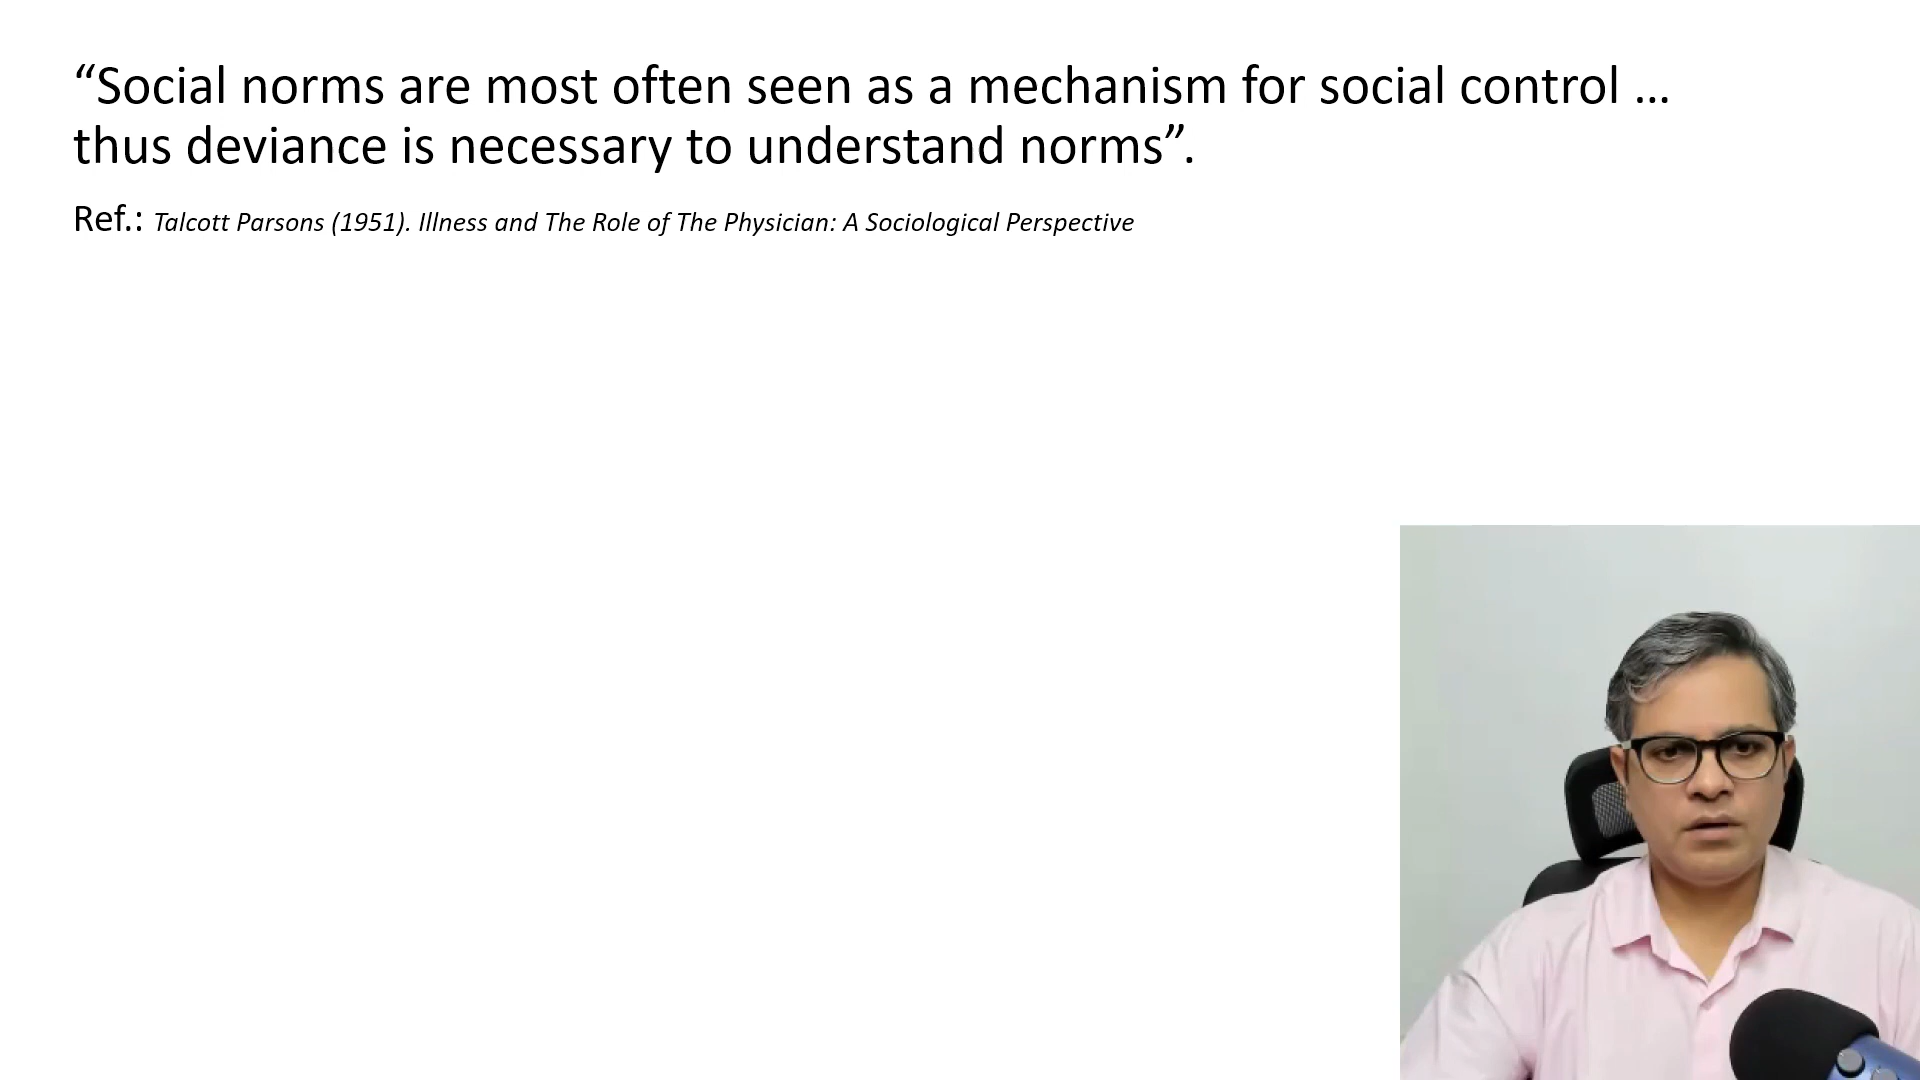 “Social norms are most often seen as a mechanism for social control ...
thus deviance is necessary to understand norms”.
Ref.: Talcott Parsons (1951). Illness and The Role of The Physician: A Sociological Perspective